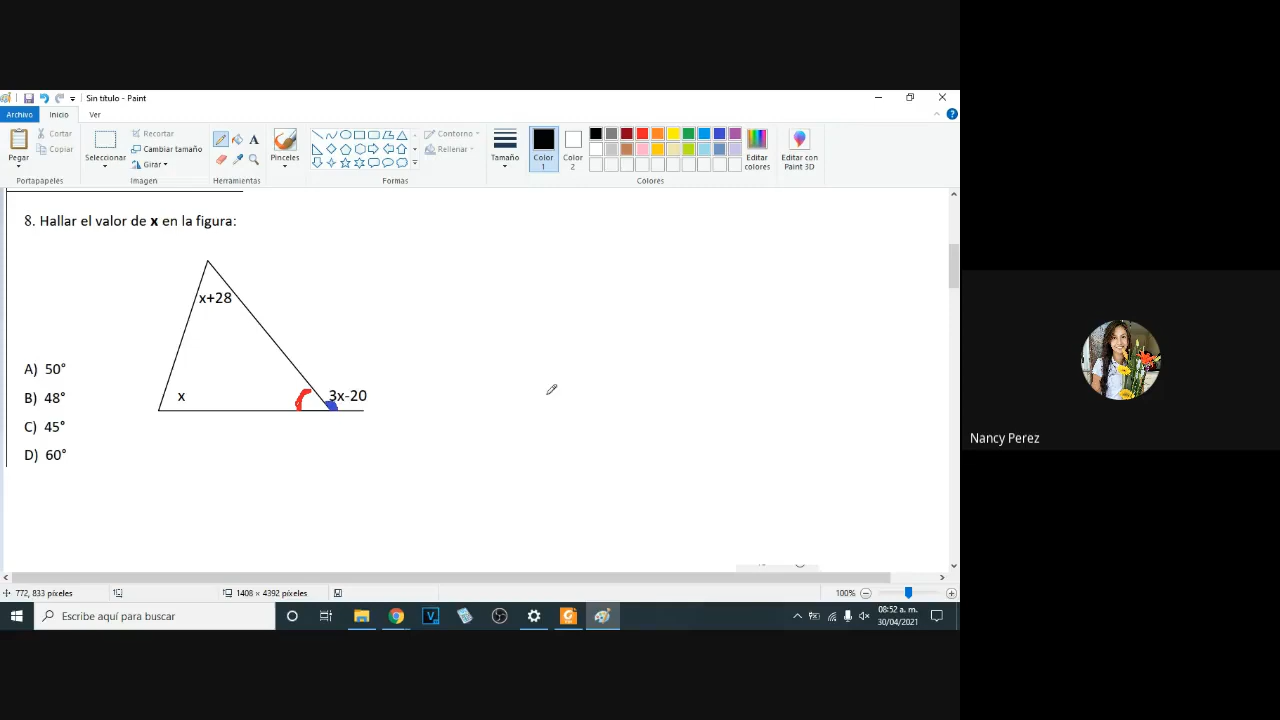 Sin título - Paint
Archivo Inicio Ver
Pegar
Cortar
Copiar
Portapapeles
Seleccionar
Recortar
Cambiar tamaño
Girar
Imagen
A
Herramientas
Pinceles
Contorno
Rellenar
Formas
Tamaño
Color 1
Color 2
Editar colores
Colores
Editar con Paint 3D
8. Hallar el valor de x en la figura:
x+28
A) 50°
x
3x-20
B) 48°
C) 45°
D) 60°
Nancy Perez
772, 833 píxeles
1408 × 4392 píxeles
100%
Escribe aquí para buscar
08:52 a. m.
30/04/2021